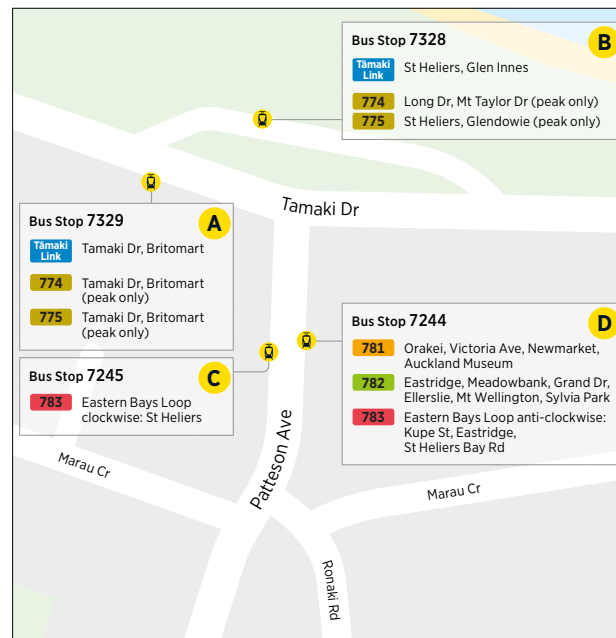 Bus Stop 7328
B
Tāmaki
Link
St Heliers, Glen Innes
774
Long Dr, Mt Taylor Dr (peak only)
775
St Heliers, Glendowie (peak only)
Tamaki Dr
Bus Stop 7329
A
Tāmaki
Link
Tamaki Dr, Britomart
774
Tamaki Dr, Britomart
(peak only)
775
Tamaki Dr, Britomart
(peak only)
Bus Stop 7245
C
783
Eastern Bays Loop
clockwise: St Heliers
Bus Stop 7244
D
781
Orakei, Victoria Ave, Newmarket,
Auckland Museum
782
Eastridge, Meadowbank, Grand Dr,
Ellerslie, Mt Wellington, Sylvia Park
783
Eastern Bays Loop anti-clockwise:
Kupe St, Eastridge,
St Heliers Bay Rd
Patteson Ave
Marau Cr
Marau Cr
Ronaki Rd